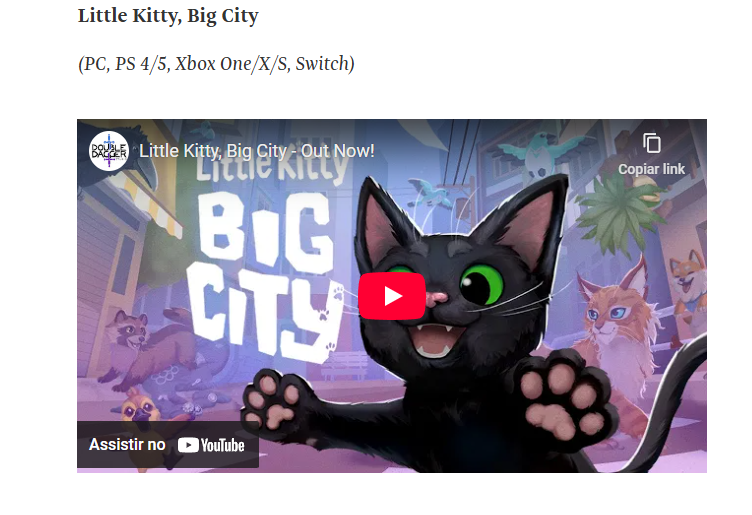 Little Kitty, Big City
(PC, PS 4/5, Xbox One/X/S, Switch)
DOUBLE
DAGGER
Little Kitty, Big City - Out Now!
Copiar link
Little Kitty
BIG
CITY
Assistir no YouTube